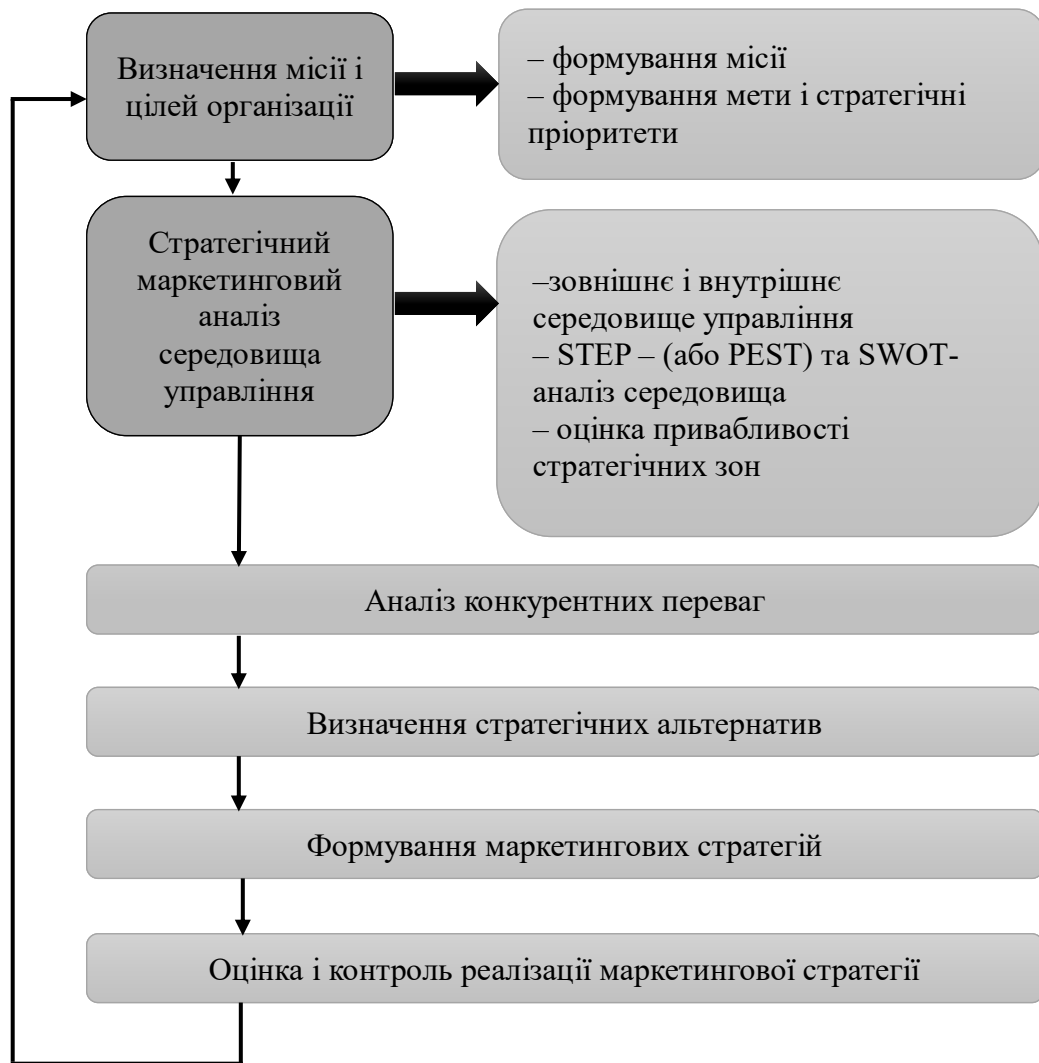 Визначення місії і
цілей організації
– формування місії
– формування мети і стратегічні
пріоритети
Стратегічний
маркетинговий
аналіз
середовища
управління
–зовнішнє і внутрішнє
середовище управління
– STEP – (або PEST) та SWOT-
аналіз середовища
– оцінка привабливості
стратегічних зон
Аналіз конкурентних переваг
Визначення стратегічних альтернатив
Формування маркетингових стратегій
Оцінка і контроль реалізації маркетингової стратегії